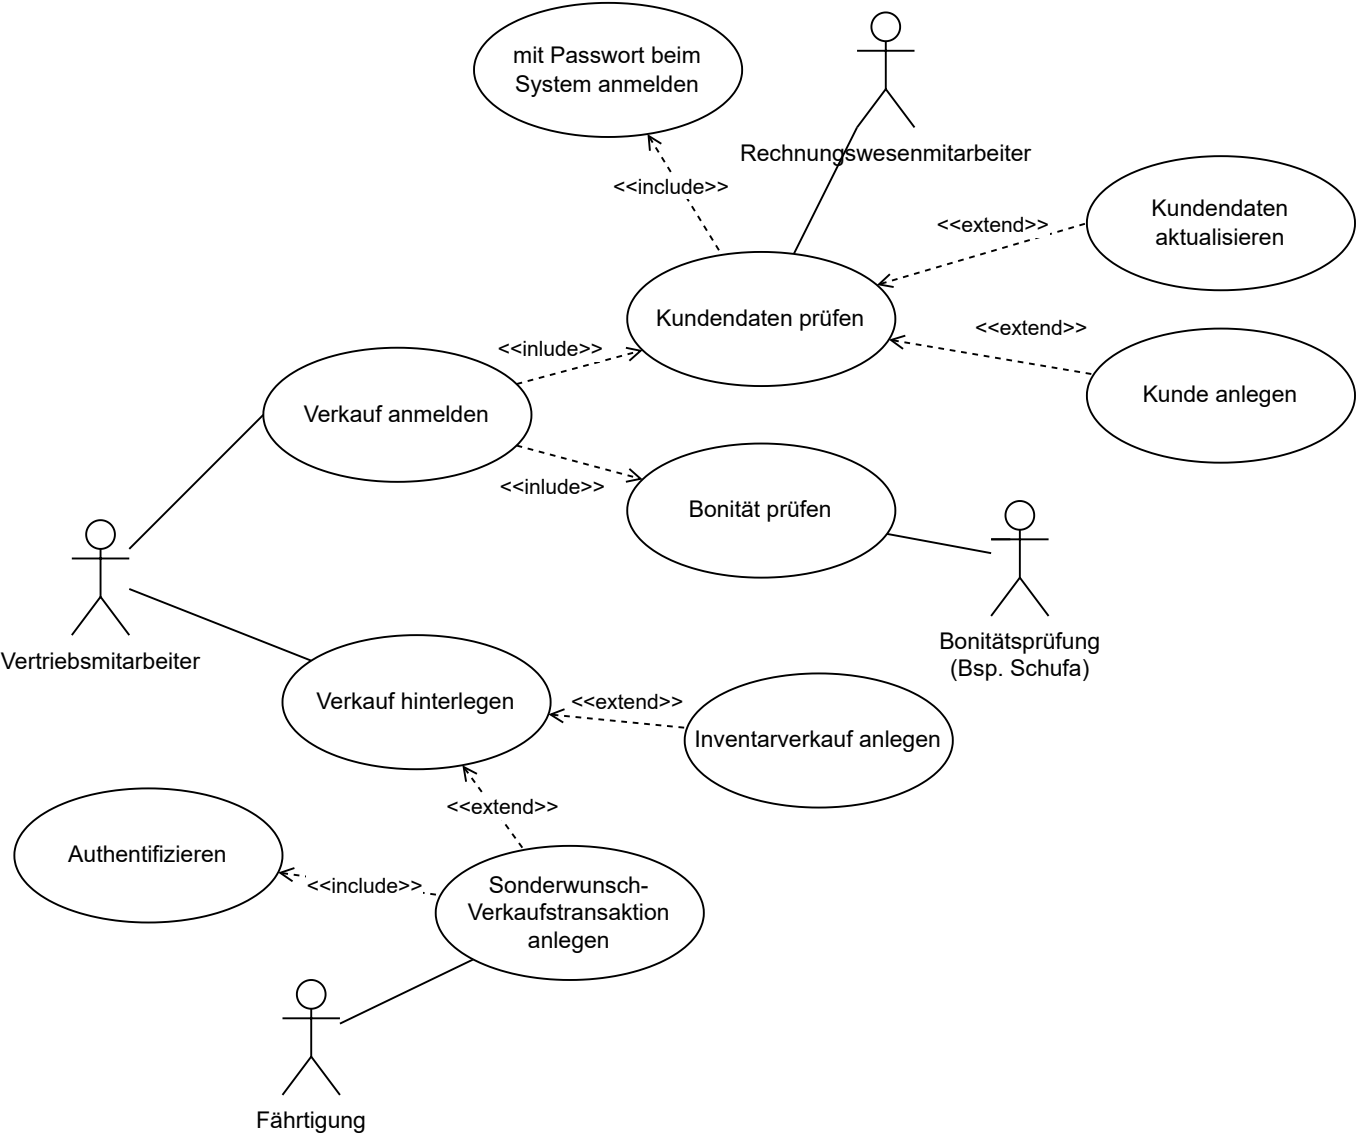 mit Passwort beim
System anmelden
Rechnungswesenmitarbeiter
<<include>>
Kundendaten
aktualisieren
<<extend>>
Kundendaten prüfen
<<extend>>
<<inlude>>
Kunde anlegen
Verkauf anmelden
<<inlude>>
Bonität prüfen
Bonitätsprüfung
(Bsp. Schufa)
Vertriebsmitarbeiter
Verkauf hinterlegen
<<extend>>
Inventarverkauf anlegen
<<extend>>
Authentifizieren
<<include>>
Sonderwunsch-
Verkaufstransaktion
anlegen
Fährtigung